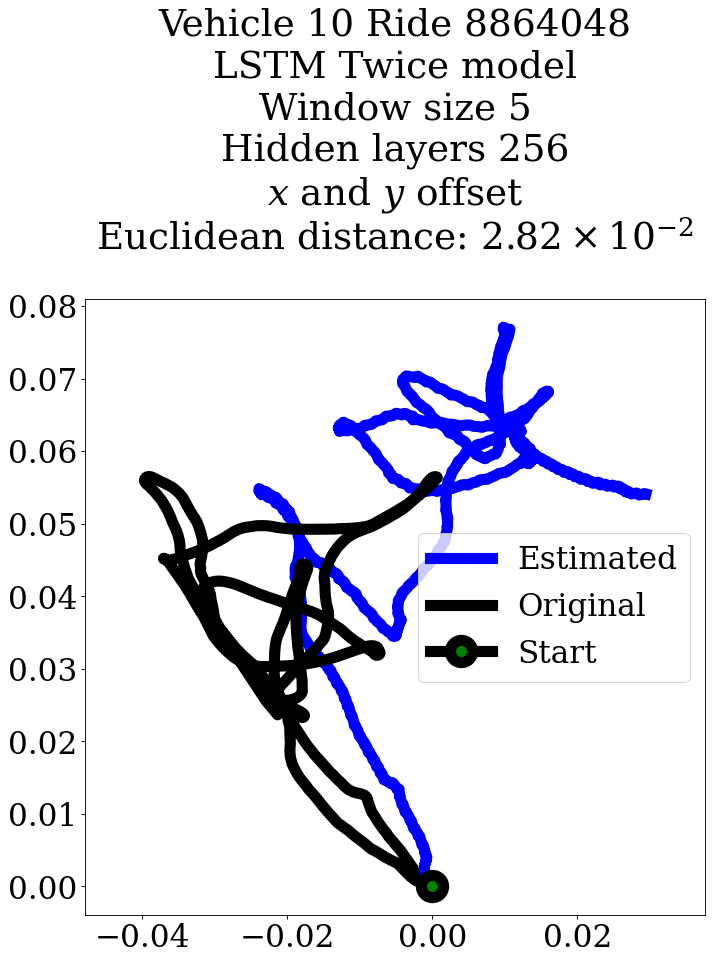 Vehicle 10 Ride 8864048
LSTM Twice model
Window size 5
Hidden layers 256
x and y offset
Euclidean distance: 2.82 × 10⁻²
0.08
0.07
0.06
0.05
0.04
0.03
0.02
0.01
0.00
Estimated
Original
Start
−0.04
−0.02
0.00
0.02